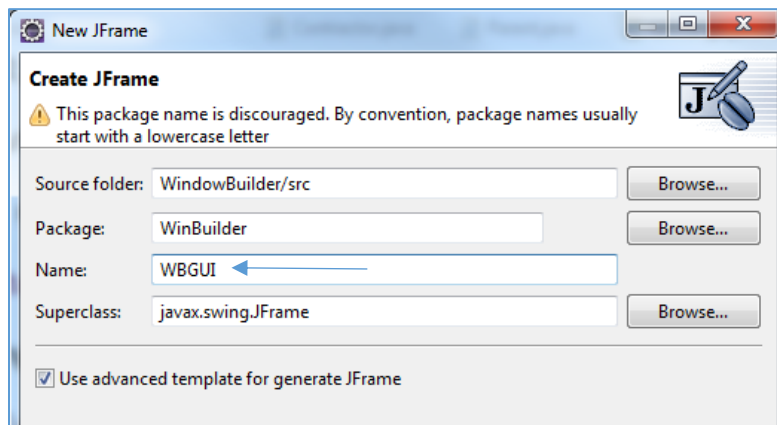 New JFrame
Create JFrame
This package name is discouraged. By convention, package names usually
start with a lowercase letter
Source folder: WindowBuilder/src Browse...
Package: WinBuilder Browse...
Name: WBGUI
Superclass: javax.swing.JFrame Browse...
Use advanced template for generate JFrame